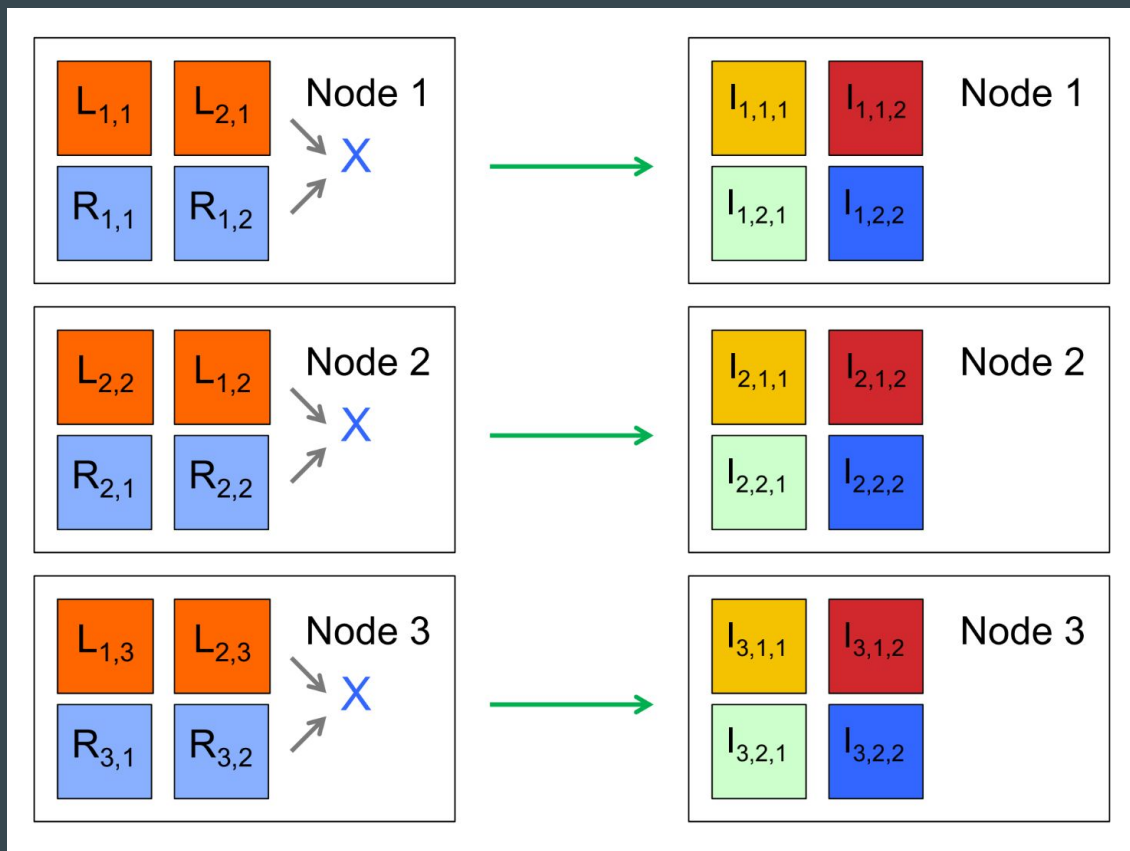 L1,1 L2,1 Node 1 I1,1,1 I1,1,2 Node 1
X
R1,1 R1,2 I1,2,1 I1,2,2
L2,2 L1,2 Node 2 I2,1,1 I2,1,2 Node 2
X
R2,1 R2,2 I2,2,1 I2,2,2
L1,3 L2,3 Node 3 I3,1,1 I3,1,2 Node 3
X
R3,1 R3,2 I3,2,1 I3,2,2